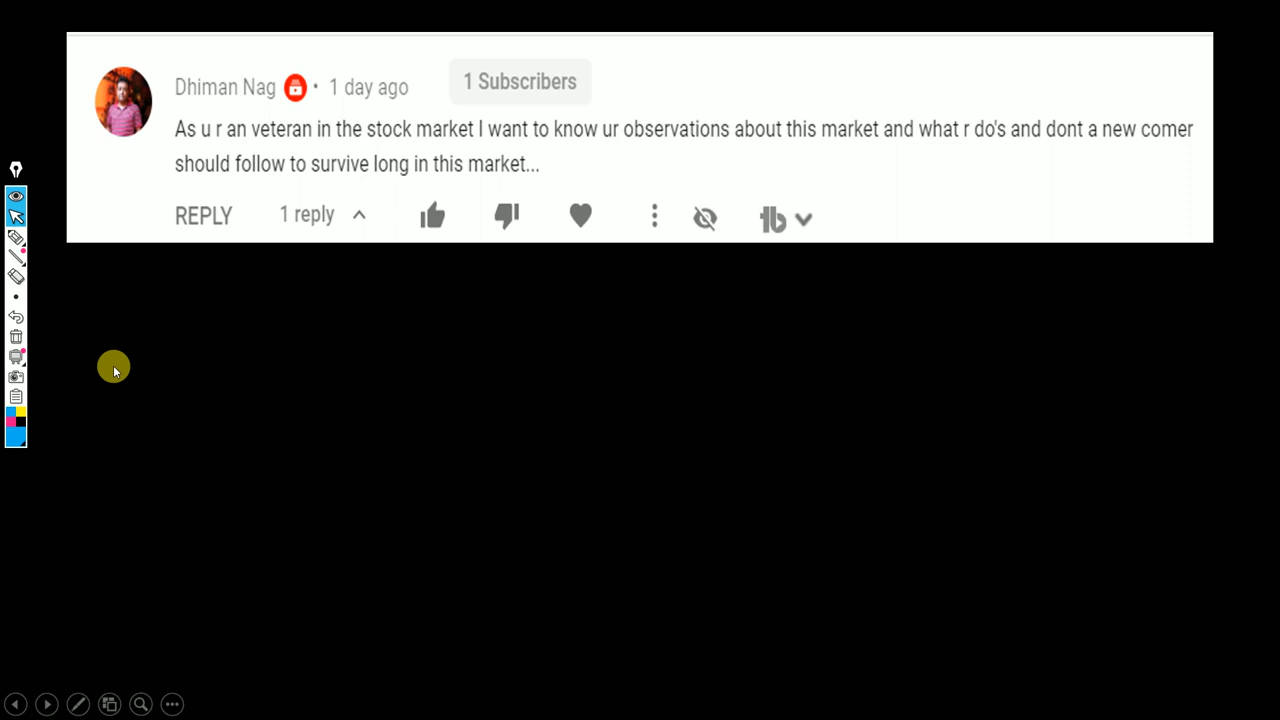 Dhiman Nag • 1 day ago 1 Subscribers
As u r an veteran in the stock market I want to know ur observations about this market and what r do's and dont a new comer
should follow to survive long in this market...
REPLY 1 reply